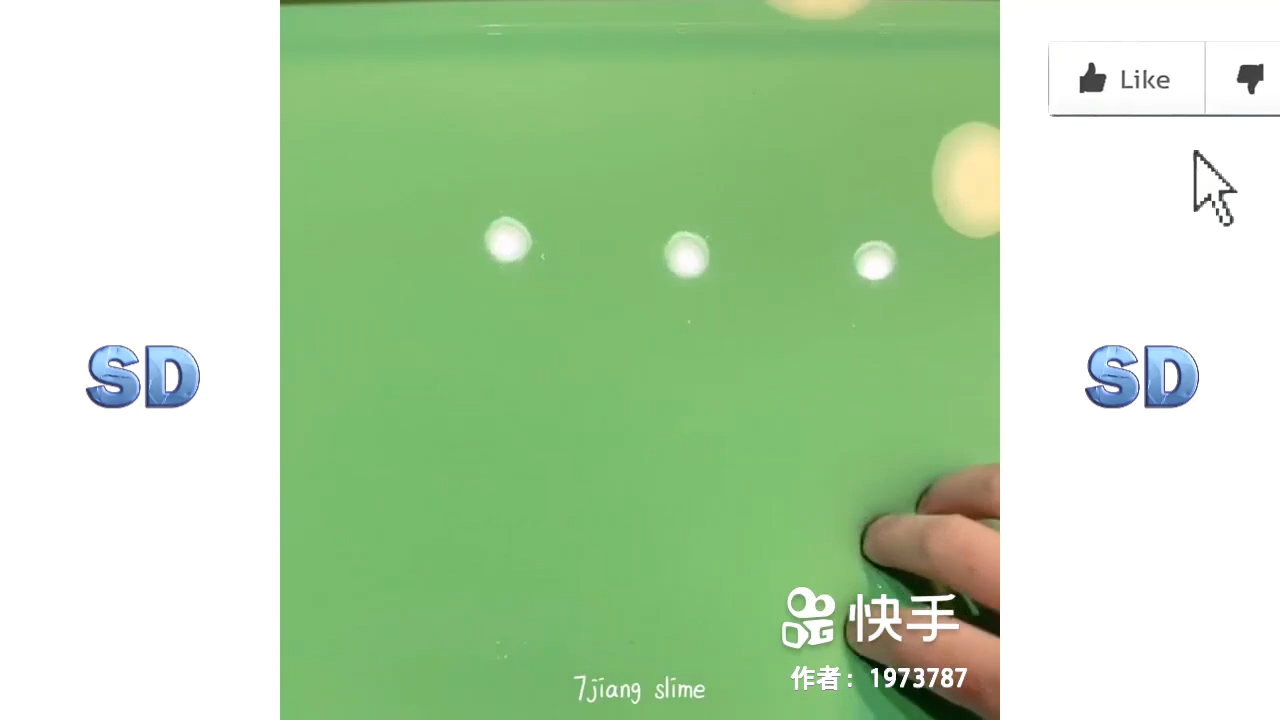 Like
SD
SD
快手
作者：1973787
7jiang slime